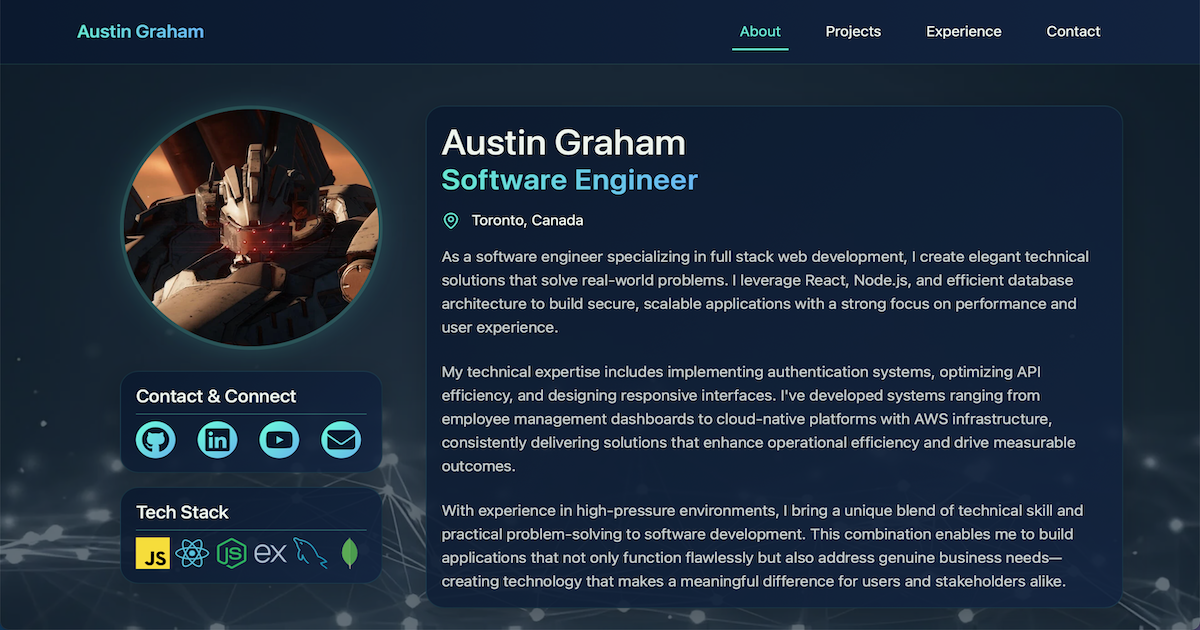 Austin Graham
About
Projects
Experience
Contact
Austin Graham
Software Engineer
Toronto, Canada
As a software engineer specializing in full stack web development, I create elegant technical
solutions that solve real-world problems. I leverage React, Node.js, and efficient database
architecture to build secure, scalable applications with a strong focus on performance and
user experience.
My technical expertise includes implementing authentication systems, optimizing API
efficiency, and designing responsive interfaces. I've developed systems ranging from
employee management dashboards to cloud-native platforms with AWS infrastructure,
consistently delivering solutions that enhance operational efficiency and drive measurable
outcomes.
With experience in high-pressure environments, I bring a unique blend of technical skill and
practical problem-solving to software development. This combination enables me to build
applications that not only function flawlessly but also address genuine business needs—
creating technology that makes a meaningful difference for users and stakeholders alike.
Contact & Connect
in
Tech Stack
JS
JS
ex